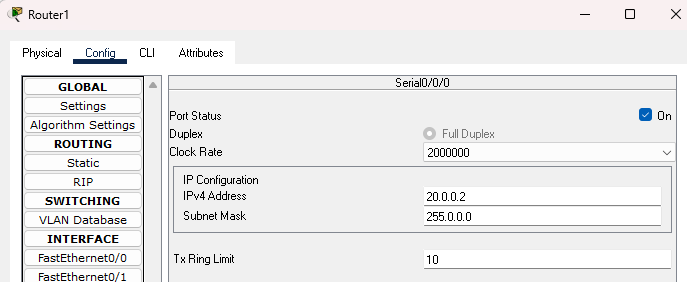 Router1
Physical Config CLI Attributes
GLOBAL
Settings
Algorithm Settings
ROUTING
Static
RIP
SWITCHING
VLAN Database
INTERFACE
FastEthernet0/0
FastEthernet0/1
Serial0/0/0
Port Status On
Duplex Full Duplex
Clock Rate 2000000
IP Configuration
IPv4 Address 20.0.0.2
Subnet Mask 255.0.0.0
Tx Ring Limit 10